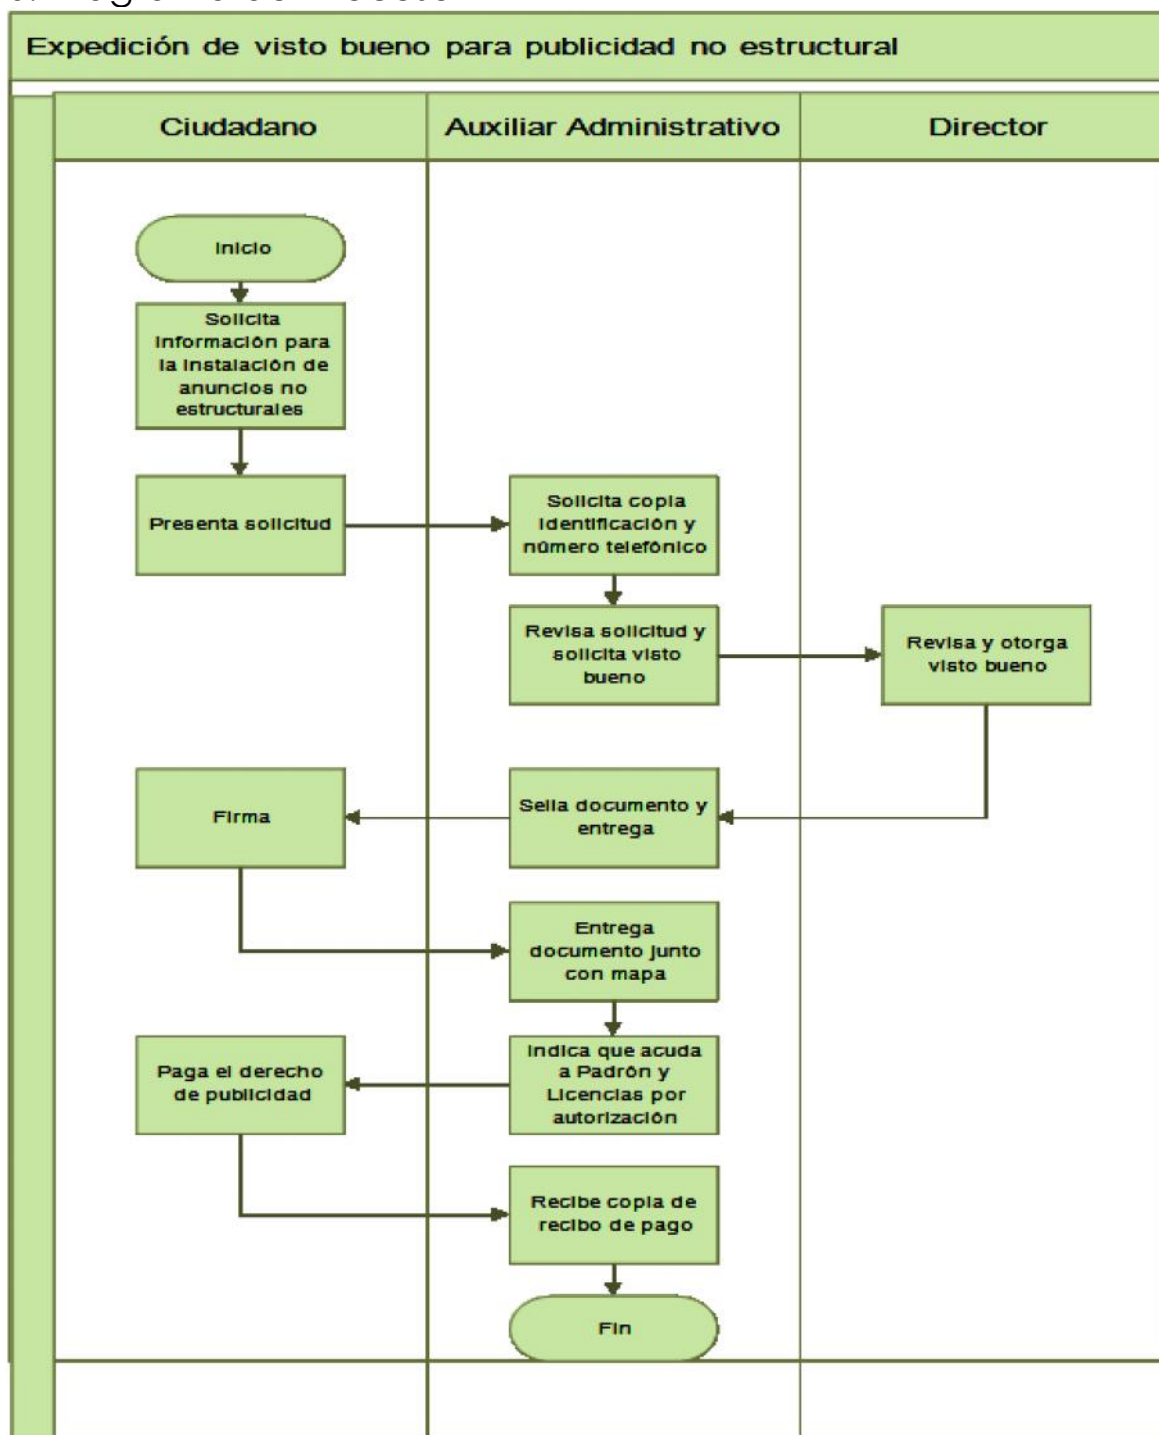 Expedición de visto bueno para publicidad no estructural
Ciudadano
Auxiliar Administrativo
Director
Inicio
Solicita
información para
la instalación de
anuncios no
estructurales
Presenta solicitud
Solicita copia
identificación y
número telefónico
Revisa solicitud y
solicita visto
bueno
Revisa y otorga
visto bueno
Firma
Sella documento y
entrega
Entrega
documento junto
con mapa
Paga el derecho
de publicidad
Indica que acuda
a Padrón y
Licencias por
autorización
Recibe copia de
recibo de pago
Fin